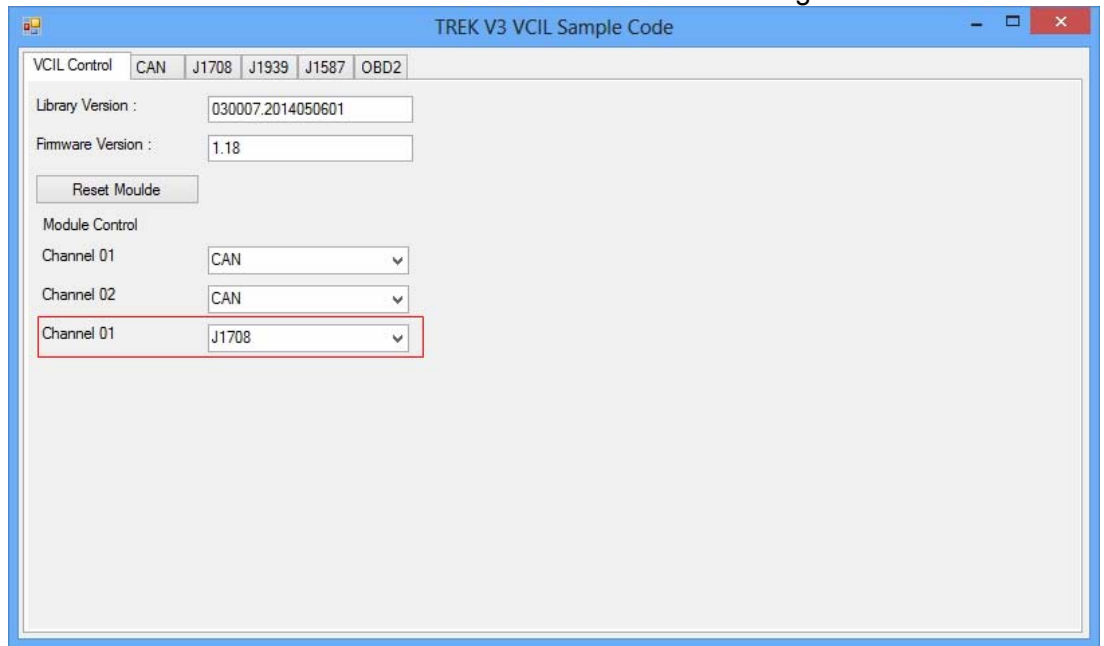 TREK V3 VCIL Sample Code
VCIL Control CAN J1708 J1939 J1587 OBD2
Library Version : 030007.2014050601
Firmware Version : 1.18
Reset Moulde
Module Control
Channel 01 CAN
Channel 02 CAN
Channel 01 J1708